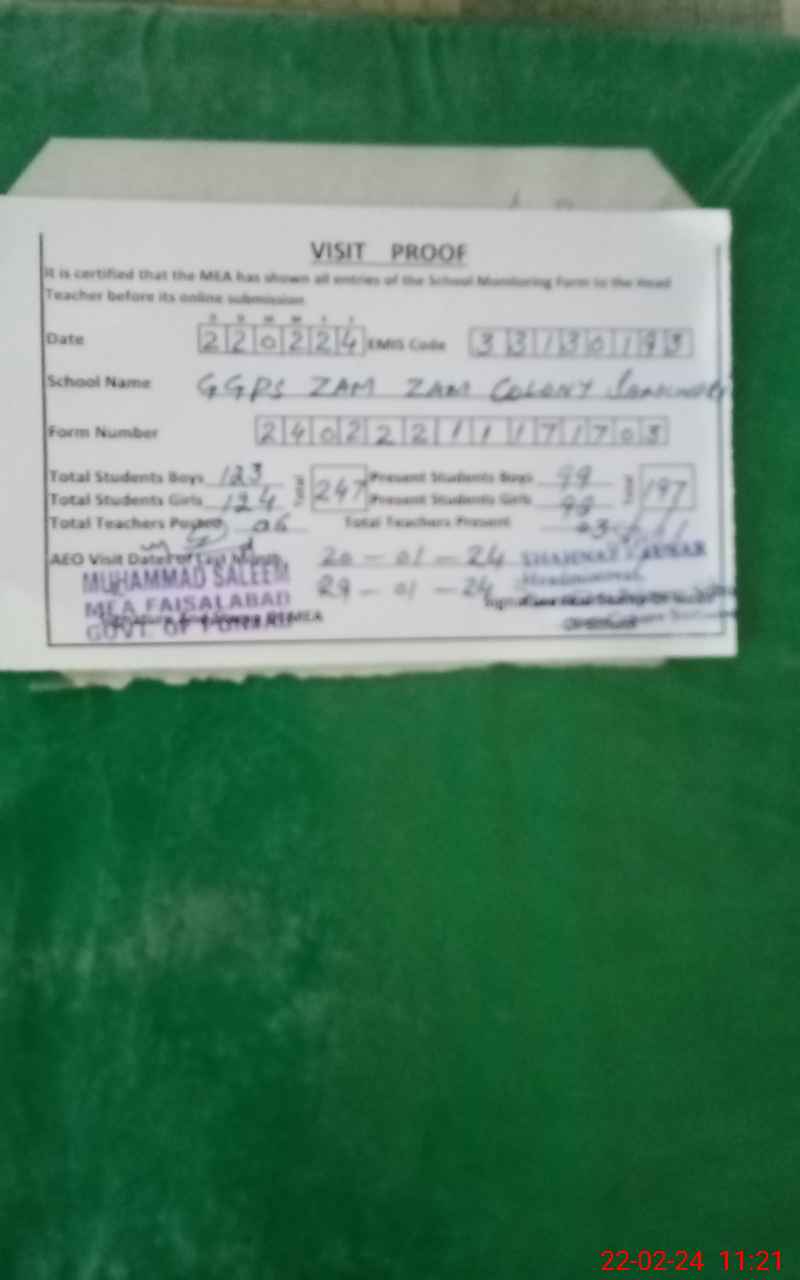 VISIT PROOF
It is certified that the MEA has shown all entries of the School Monitoring Form to the Head
Teacher before its online submission
D D M M Y Y
Date 220224 EMIS Code 33130193
School Name GGPS ZAM ZAM COLONY
Form Number 24022211171703
Total Students Boys 123 247 Present Students Boys 99 197
Total Students Girls 124 Present Students Girls 98
Total Teachers Posted 06 Total Teachers Present 03
AEO Visit Dates of Last Month 20-01-24
29-01-24
MUHAMMAD SALEEM
MEA FAISALABAD
GOVT. OF PUNJAB
MEA
22-02-24 11:21